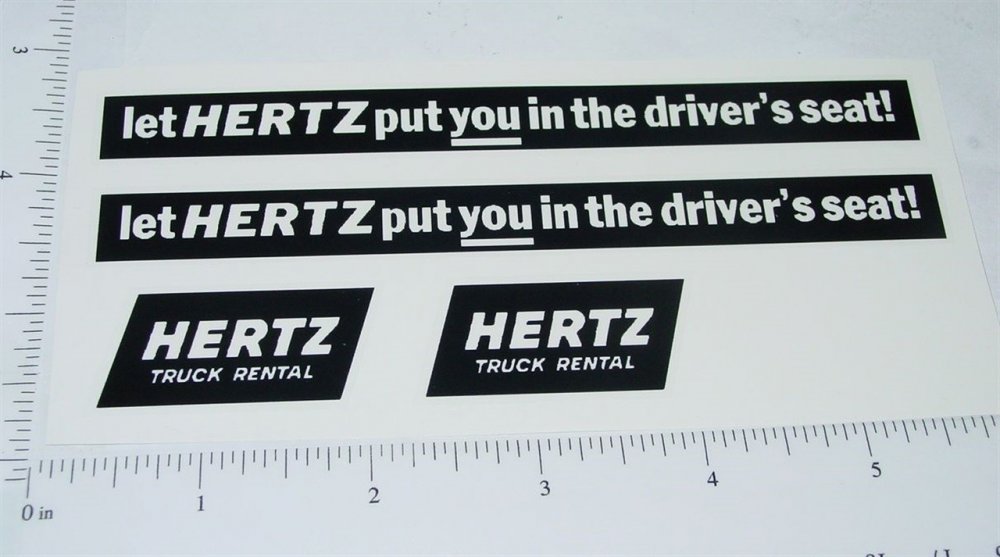 let HERTZ put you in the driver's seat!
let HERTZ put you in the driver's seat!
HERTZ
TRUCK RENTAL
HERTZ
TRUCK RENTAL
3
4
0 in
1
2
3
4
5